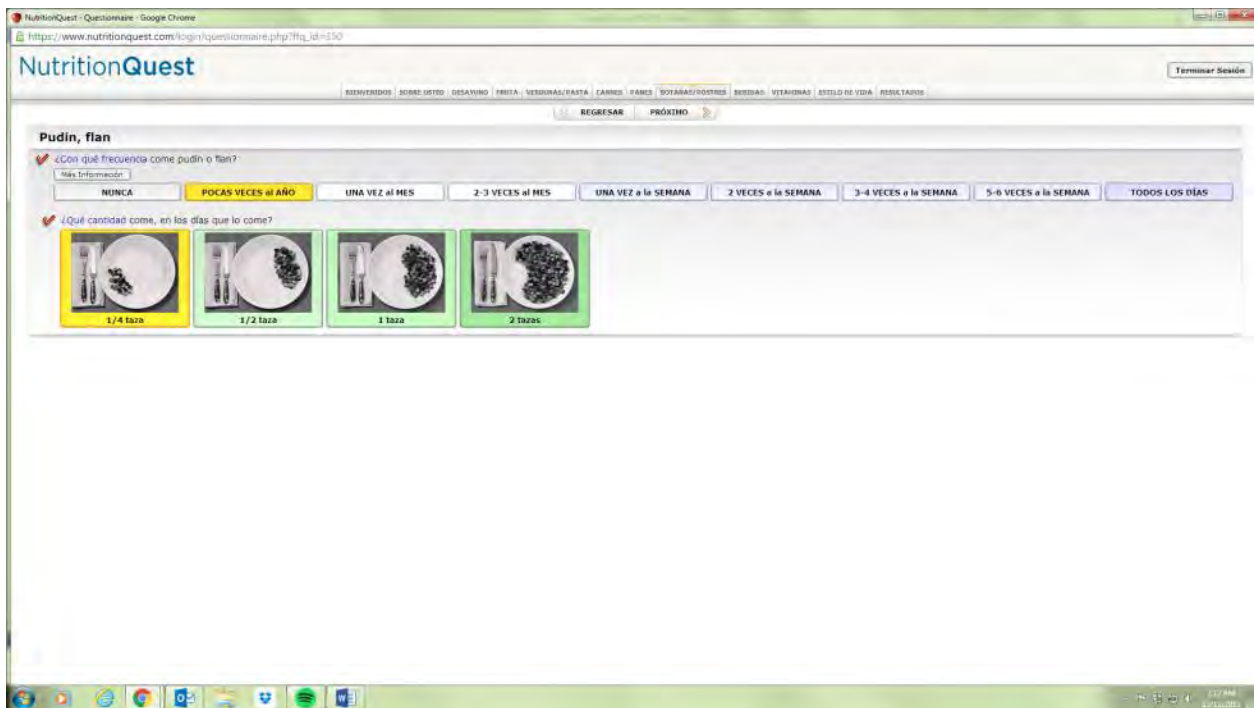 NutritionQuest - Questionnaire - Google Chrome
https://www.nutritionquest.com/login/questionnaire.php?ffq_id=350
NutritionQuest
Terminar Sesión
BIENVENIDOS SOBRE USTED DESAYUNO FRUTA VERDURAS/PASTA CARNES PANES BOTANAS/POSTRES BEBIDAS VITAMINAS ESTILO DE VIDA RESULTADOS
REGRESAR PRÓXIMO
Pudín, flan
¿Con qué frecuencia come pudín o flan?
Más Información
NUNCA POCAS VECES al AÑO UNA VEZ al MES 2-3 VECES al MES UNA VEZ a la SEMANA 2 VECES a la SEMANA 3-4 VECES a la SEMANA 5-6 VECES a la SEMANA TODOS LOS DÍAS
¿Qué cantidad come, en los días que lo come?
1/4 taza 1/2 taza 1 taza 2 tazas